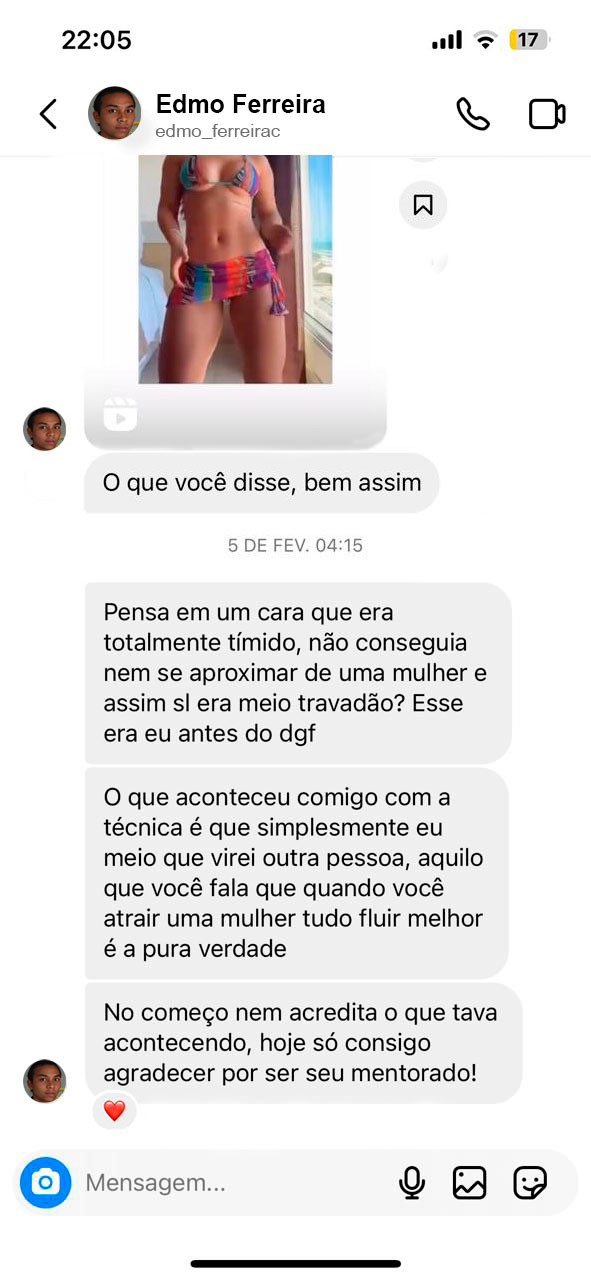 22:05
17
Edmo Ferreira
edmo_ferreirac
O que você disse, bem assim
5 DE FEV. 04:15
Pensa em um cara que era
totalmente tímido, não conseguia
nem se aproximar de uma mulher e
assim sl era meio travadão? Esse
era eu antes do dgf
O que aconteceu comigo com a
técnica é que simplesmente eu
meio que virei outra pessoa, aquilo
que você fala que quando você
atrair uma mulher tudo fluir melhor
é a pura verdade
No começo nem acredita o que tava
acontecendo, hoje só consigo
agradecer por ser seu mentorado!
Mensagem...